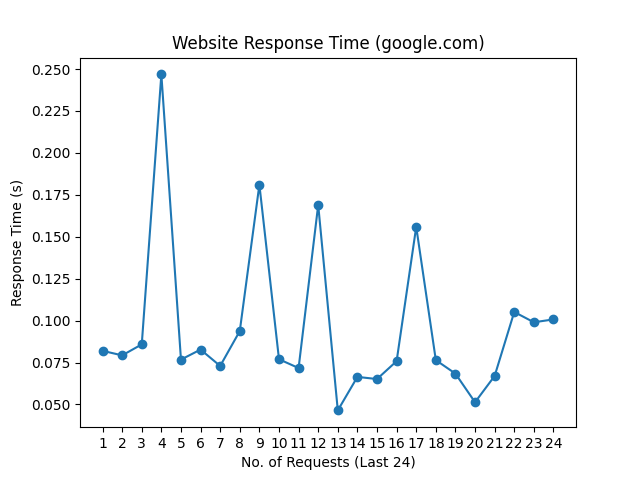 Website Response Time (google.com)
Response Time (s)
0.250
0.225
0.200
0.175
0.150
0.125
0.100
0.075
0.050
1 2 3 4 5 6 7 8 9 10 11 12 13 14 15 16 17 18 19 20 21 22 23 24
No. of Requests (Last 24)